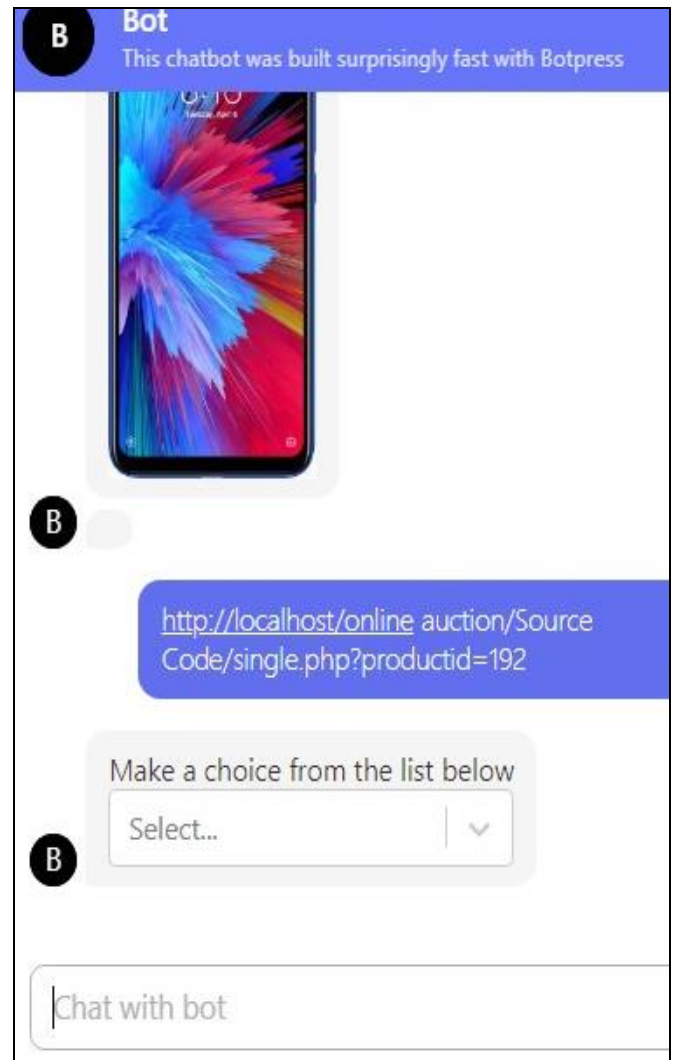 B
Bot
This chatbot was built surprisingly fast with Botpress
B
http://localhost/online auction/Source
Code/single.php?productid=192
Make a choice from the list below
Select...
B
Chat with bot